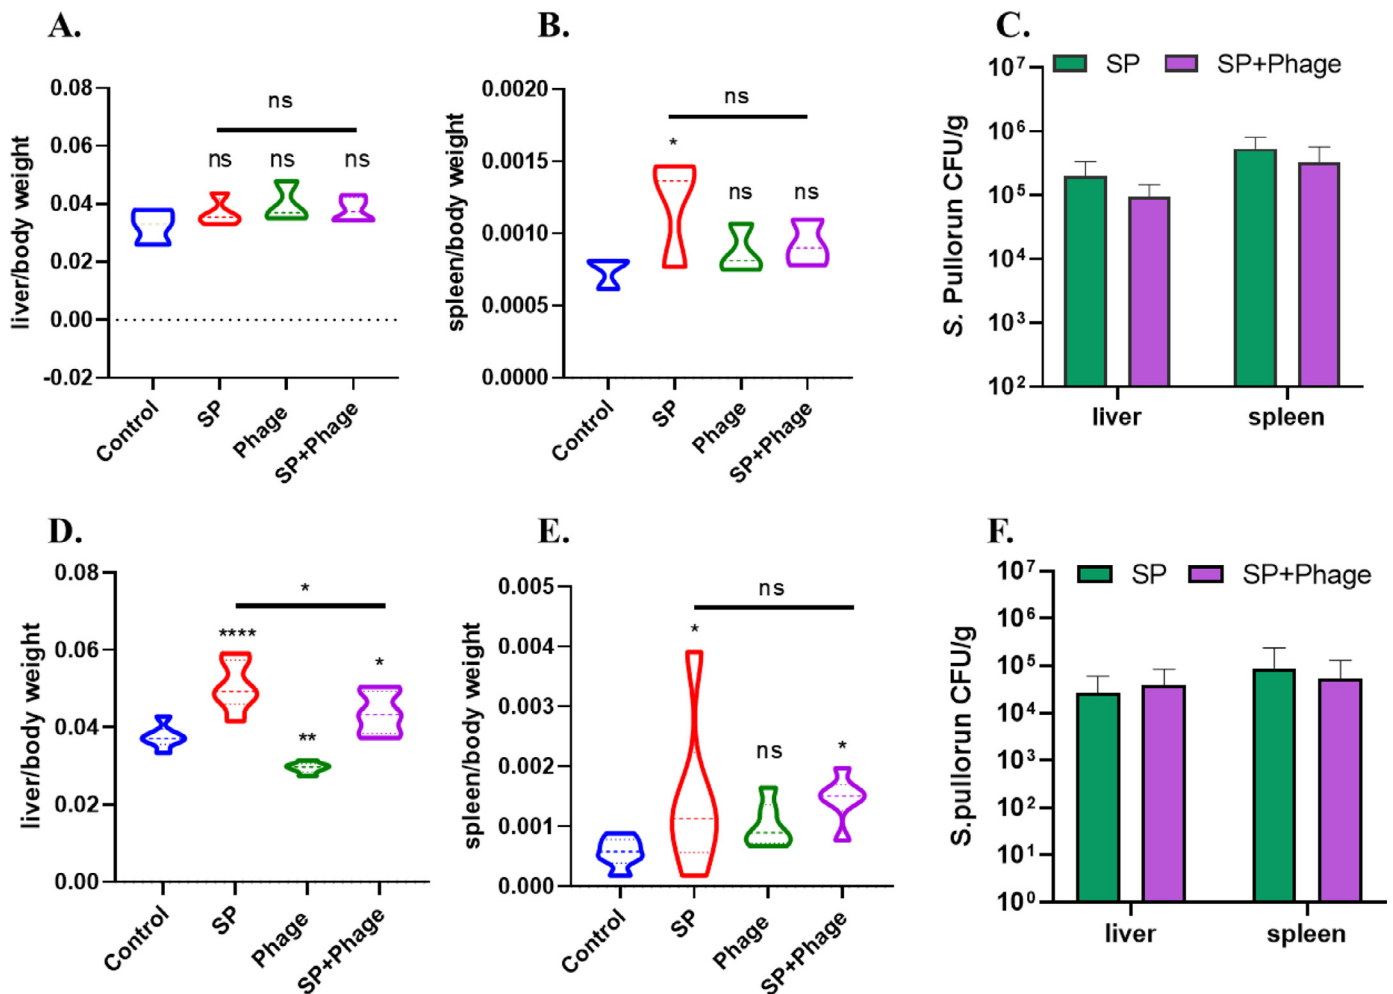 A.
liver/body weight
0.08
0.06
0.04
0.02
0.00
-0.02
ns
ns
ns
ns
Control
SP
Phage
SP+Phage
B.
spleen/body weight
0.0020
0.0015
0.0010
0.0005
0.0000
ns
*
ns
ns
Control
SP
Phage
SP+Phage
C.
SP
SP+Phage
S. Pullorun CFU/g
10⁷
10⁶
10⁵
10⁴
10³
10²
liver
spleen
D.
liver/body weight
0.08
0.06
0.04
0.02
0.00
*
****
**
*
Control
SP
Phage
SP+Phage
E.
spleen/body weight
0.005
0.004
0.003
0.002
0.001
0.000
ns
*
ns
*
Control
SP
Phage
SP+Phage
F.
SP
SP+Phage
S.pullorun CFU/g
10⁷
10⁶
10⁵
10⁴
10³
10²
10¹
10⁰
liver
spleen